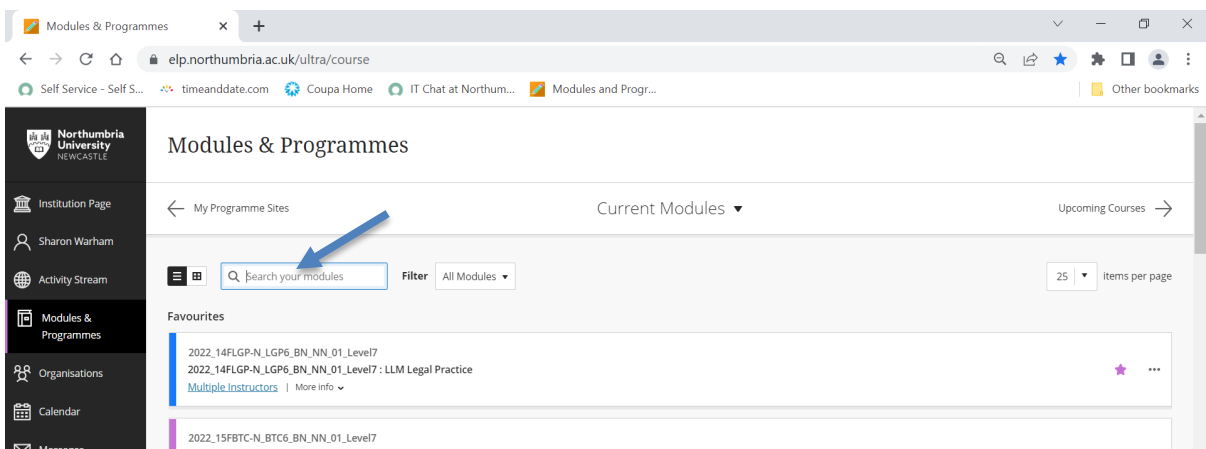 Modules & Programmes
elp.northumbria.ac.uk/ultra/course
Self Service - Self S...
timeanddate.com
Coupa Home
IT Chat at Northum...
Modules and Progr...
Other bookmarks
Northumbria
University
NEWCASTLE
Modules & Programmes
Institution Page
My Programme Sites
Current Modules
Upcoming Courses
Sharon Warham
Activity Stream
Search your modules
Filter
All Modules
25
items per page
Modules &
Programmes
Favourites
2022_14FLGP-N_LGP6_BN_NN_01_Level7
2022_14FLGP-N_LGP6_BN_NN_01_Level7 : LLM Legal Practice
Multiple Instructors | More info
Organisations
Calendar
2022_15FBTC-N_BTC6_BN_NN_01_Level7